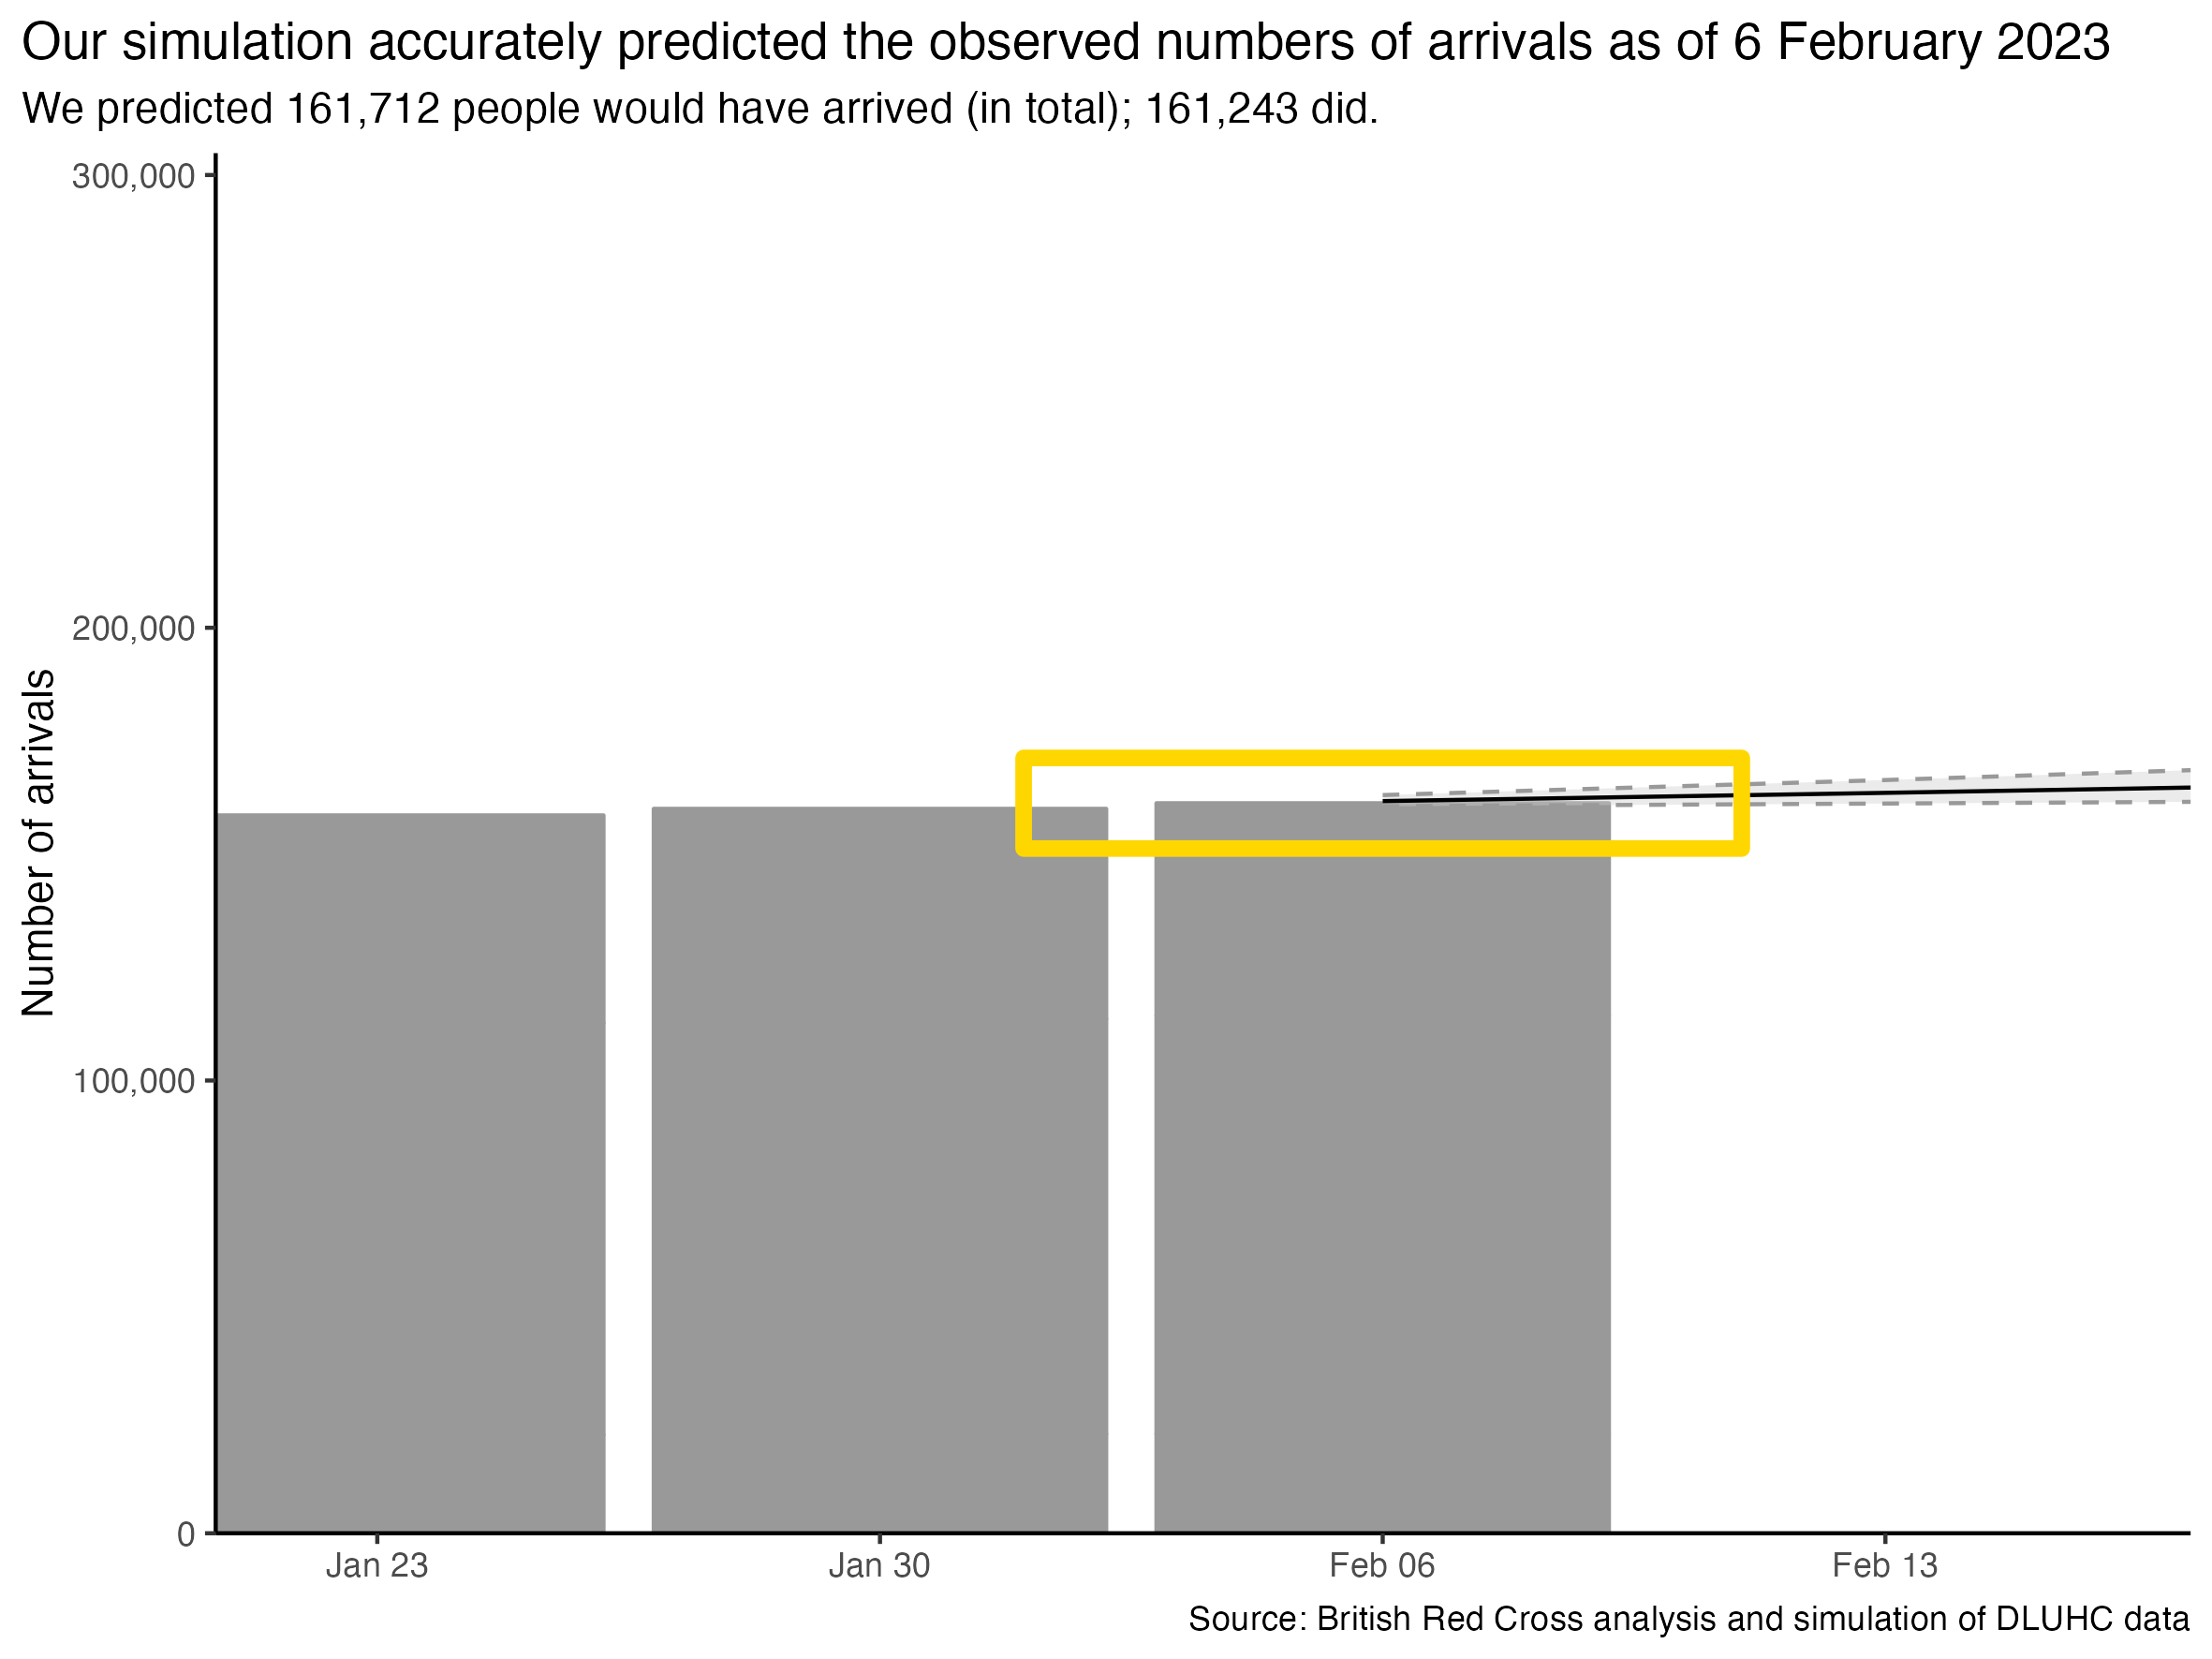 Our simulation accurately predicted the observed numbers of arrivals as of 6 February 2023
We predicted 161,712 people would have arrived (in total); 161,243 did.
Number of arrivals
300,000
200,000
100,000
0
Jan 23
Jan 30
Feb 06
Feb 13
Source: British Red Cross analysis and simulation of DLUHC data